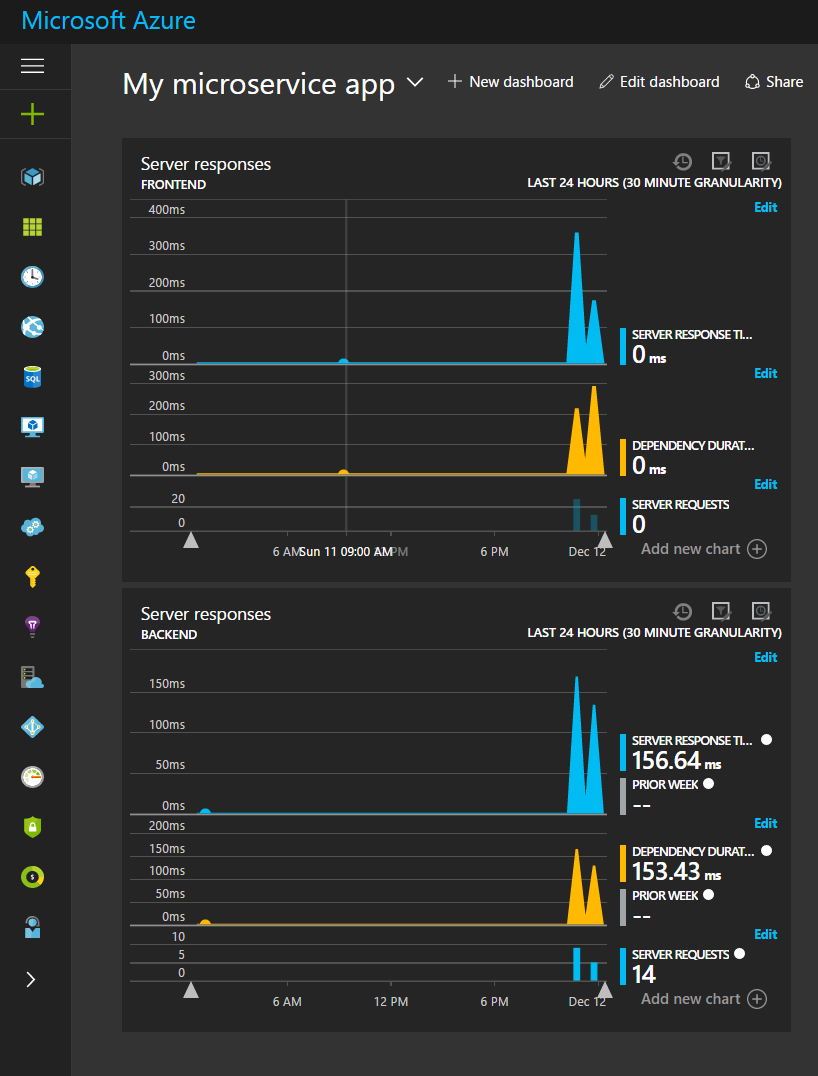 Microsoft Azure
My microservice app
New dashboard
Edit dashboard
Share
Server responses
FRONTEND
LAST 24 HOURS (30 MINUTE GRANULARITY)
Edit
400ms
300ms
200ms
100ms
0ms
SERVER RESPONSE TI...
0 ms
Edit
300ms
200ms
100ms
0ms
DEPENDENCY DURAT...
0 ms
Edit
20
0
SERVER REQUESTS
0
6 AM Sun 11 09:00 AM PM 6 PM Dec 12
Add new chart
Server responses
BACKEND
LAST 24 HOURS (30 MINUTE GRANULARITY)
Edit
150ms
100ms
50ms
0ms
SERVER RESPONSE TI...
156.64 ms
PRIOR WEEK
--
Edit
200ms
150ms
100ms
50ms
0ms
DEPENDENCY DURAT...
153.43 ms
PRIOR WEEK
--
Edit
10
5
0
SERVER REQUESTS
14
6 AM 12 PM 6 PM Dec 12
Add new chart
SQL